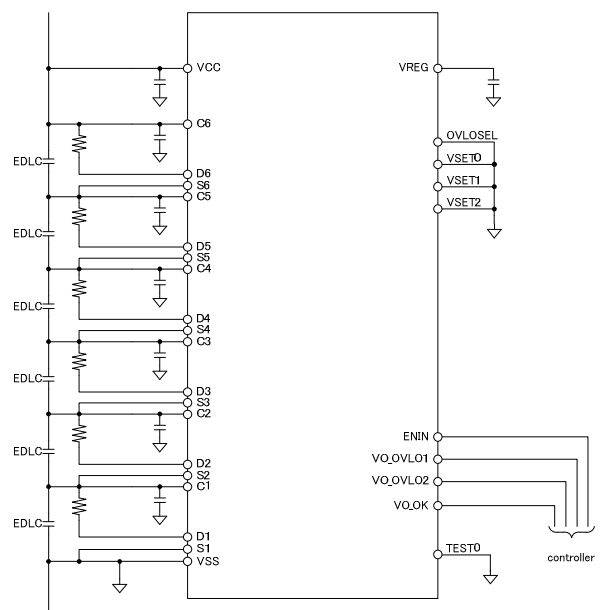 VCC
VREG
C6
OVLOSEL
VSET0
EDLC
D6
S6
VSET1
C5
VSET2
EDLC
D5
S5
C4
EDLC
D4
S4
C3
EDLC
D3
S3
C2
ENIN
VO_OVLO1
EDLC
D2
S2
VO_OVLO2
C1
VO_OK
EDLC
D1
S1
VSS
TEST0
controller